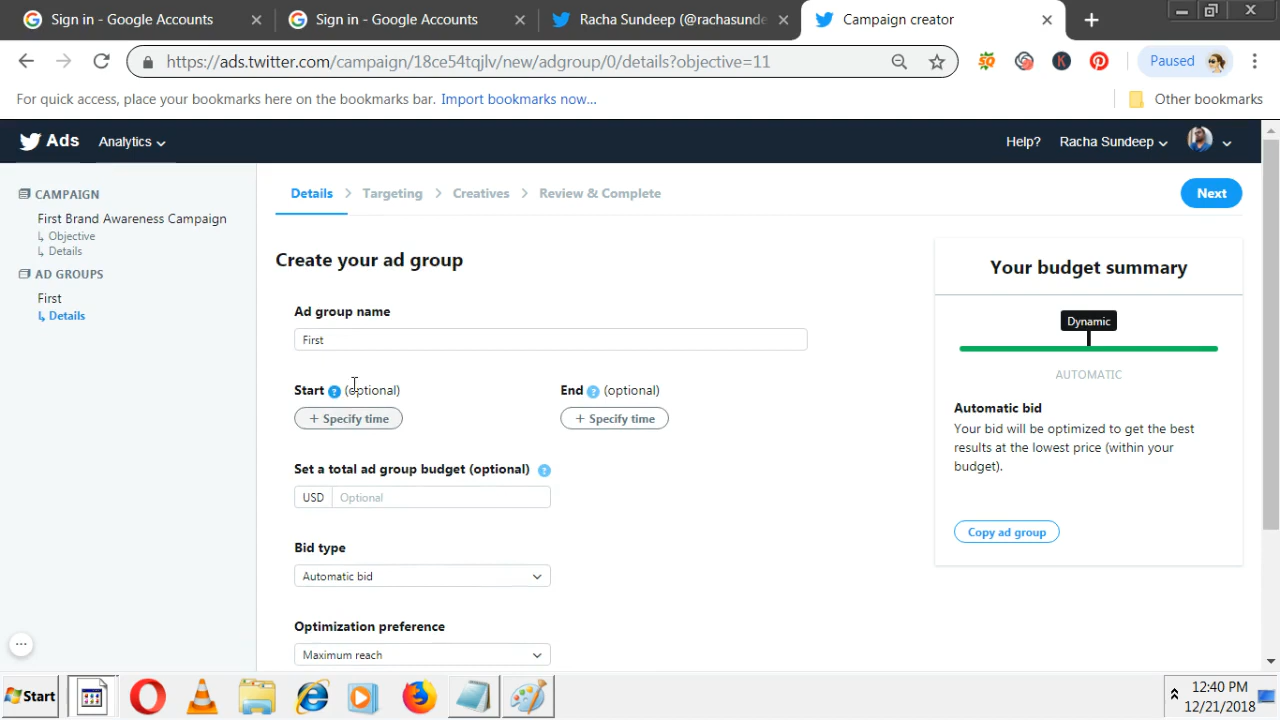 Sign in - Google Accounts
Sign in - Google Accounts
Racha Sundeep (@rachasunde
Campaign creator
https://ads.twitter.com/campaign/18ce54tqjlv/new/adgroup/0/details?objective=11
Paused
For quick access, place your bookmarks here on the bookmarks bar. Import bookmarks now...
Other bookmarks
Ads
Analytics
Help?
Racha Sundeep
CAMPAIGN
First Brand Awareness Campaign
Objective
Details
AD GROUPS
First
Details
Details
Targeting
Creatives
Review & Complete
Next
Create your ad group
Ad group name
First
Start ? (optional)
+ Specify time
End ? (optional)
+ Specify time
Set a total ad group budget (optional) ?
USD Optional
Bid type
Automatic bid
Optimization preference
Maximum reach
Your budget summary
Dynamic
AUTOMATIC
Automatic bid
Your bid will be optimized to get the best
results at the lowest price (within your
budget).
Copy ad group
Start
12:40 PM
12/21/2018